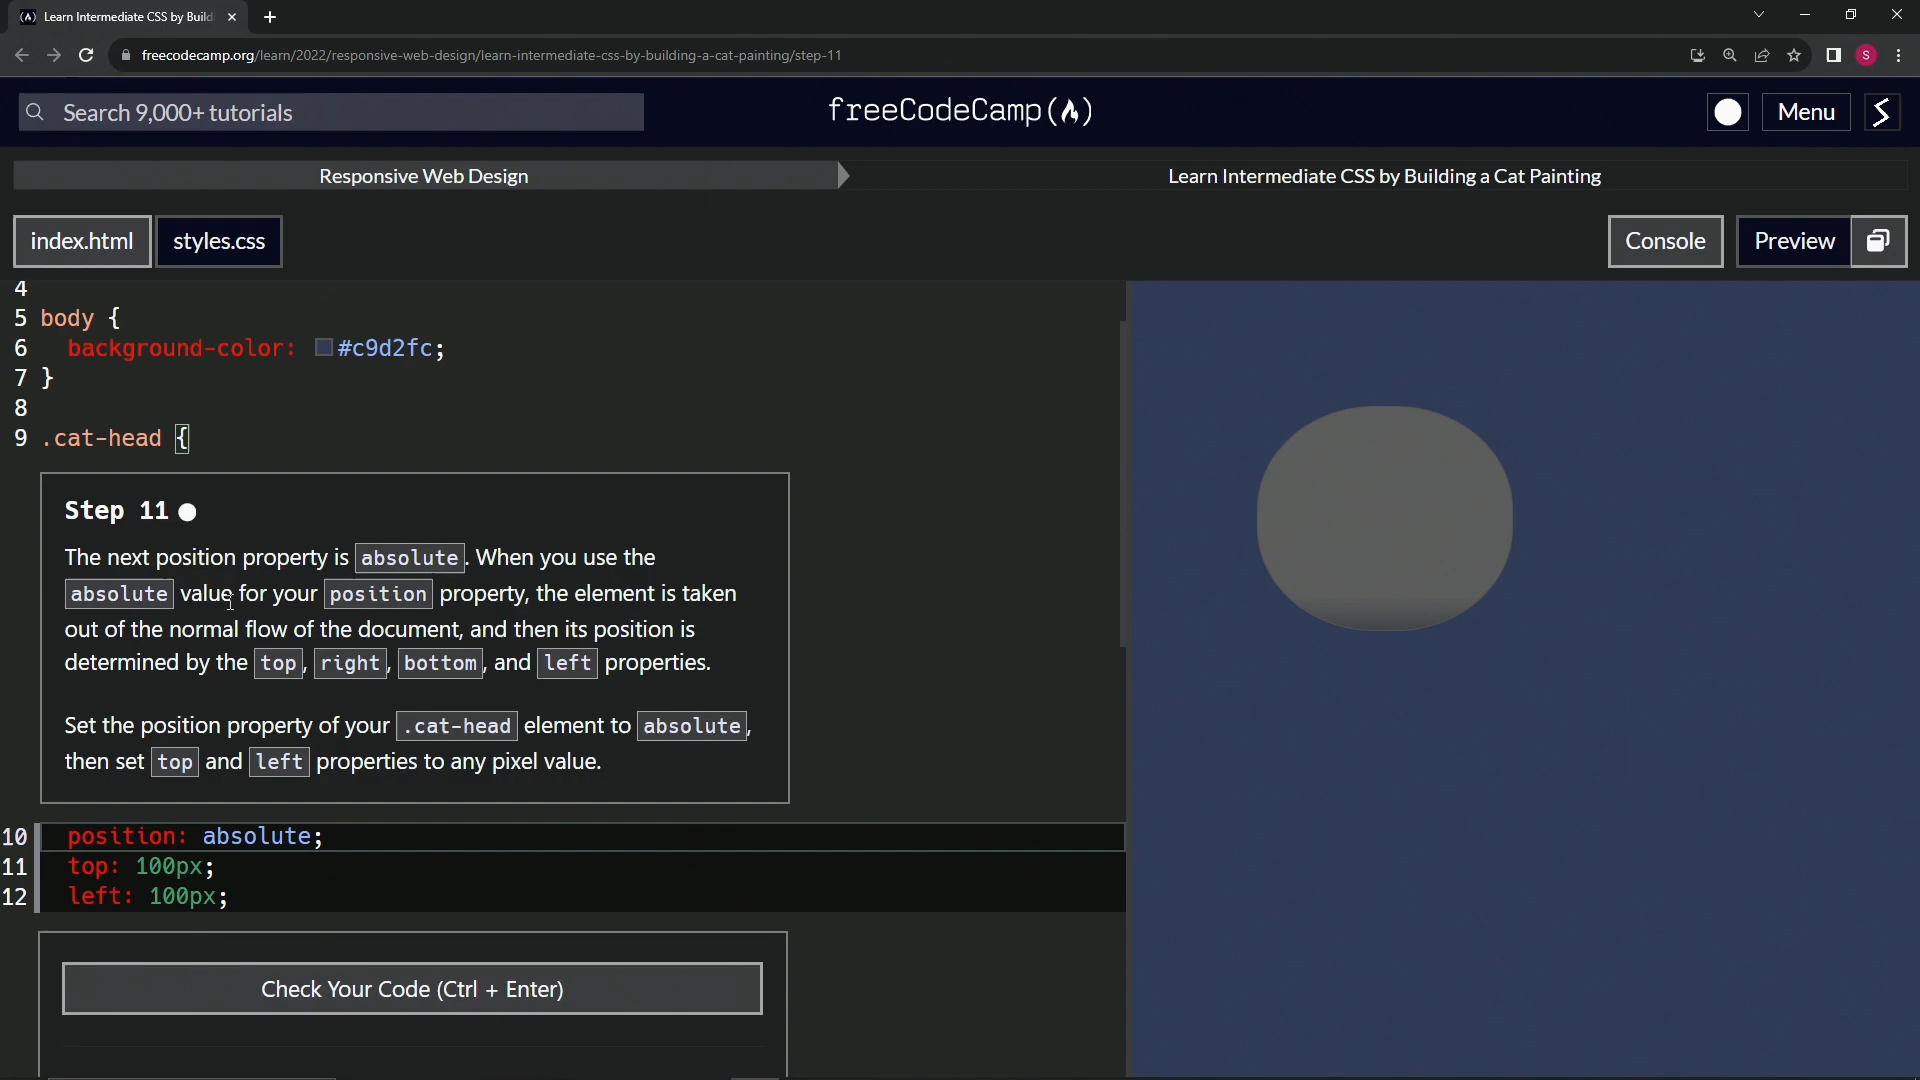 Learn Intermediate CSS by Build
freecodecamp.org/learn/2022/responsive-web-design/learn-intermediate-css-by-building-a-cat-painting/step-11
S
Search 9,000+ tutorials
freeCodeCamp
Menu
Responsive Web Design
Learn Intermediate CSS by Building a Cat Painting
index.html
styles.css
Console
Preview
4
5 body {
6 background-color: #c9d2fc;
7 }
8
9 .cat-head {
Step 11
The next position property is absolute. When you use the
absolute value for your position property, the element is taken
out of the normal flow of the document, and then its position is
determined by the top, right, bottom, and left properties.
Set the position property of your .cat-head element to absolute,
then set top and left properties to any pixel value.
10 position: absolute;
11 top: 100px;
12 left: 100px;
Check Your Code (Ctrl + Enter)